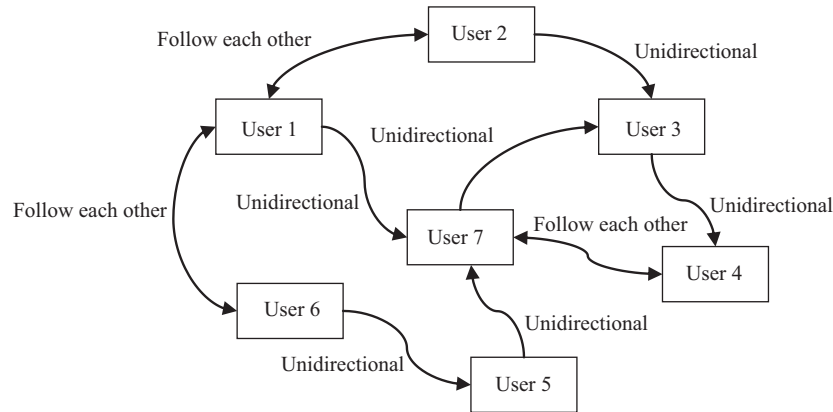 User 2
Follow each other
Unidirectional
User 1
User 3
Unidirectional
Unidirectional
Follow each other
Unidirectional
User 7
Follow each other
User 4
User 6
Unidirectional
Unidirectional
User 5